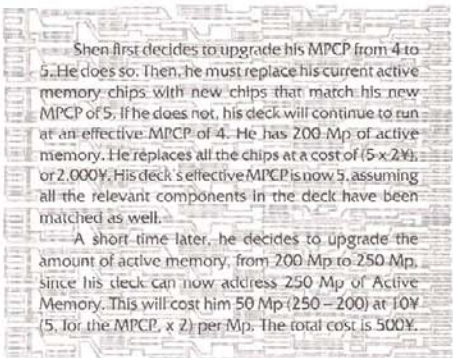 Shen first decides to upgrade his MPCP from 4 to
5. He does so. Then, he must replace his current active
memory chips with new chips that match his new
MPCP of 5. If he does not, his deck will continue to run
at an effective MPCP of 4. He has 200 Mp of active
memory. He replaces all the chips at a cost of (5 x 2¥),
or 2,000¥. His deck's effective MPCP is now 5, assuming
all the relevant components in the deck have been
matched as well.
A short time later, he decides to upgrade the
amount of active memory, from 200 Mp to 250 Mp,
since his deck can now address 250 Mp of Active
Memory. This will cost him 50 Mp (250 – 200) at 10¥
(5, for the MPCP, x 2) per Mp. The total cost is 500¥.